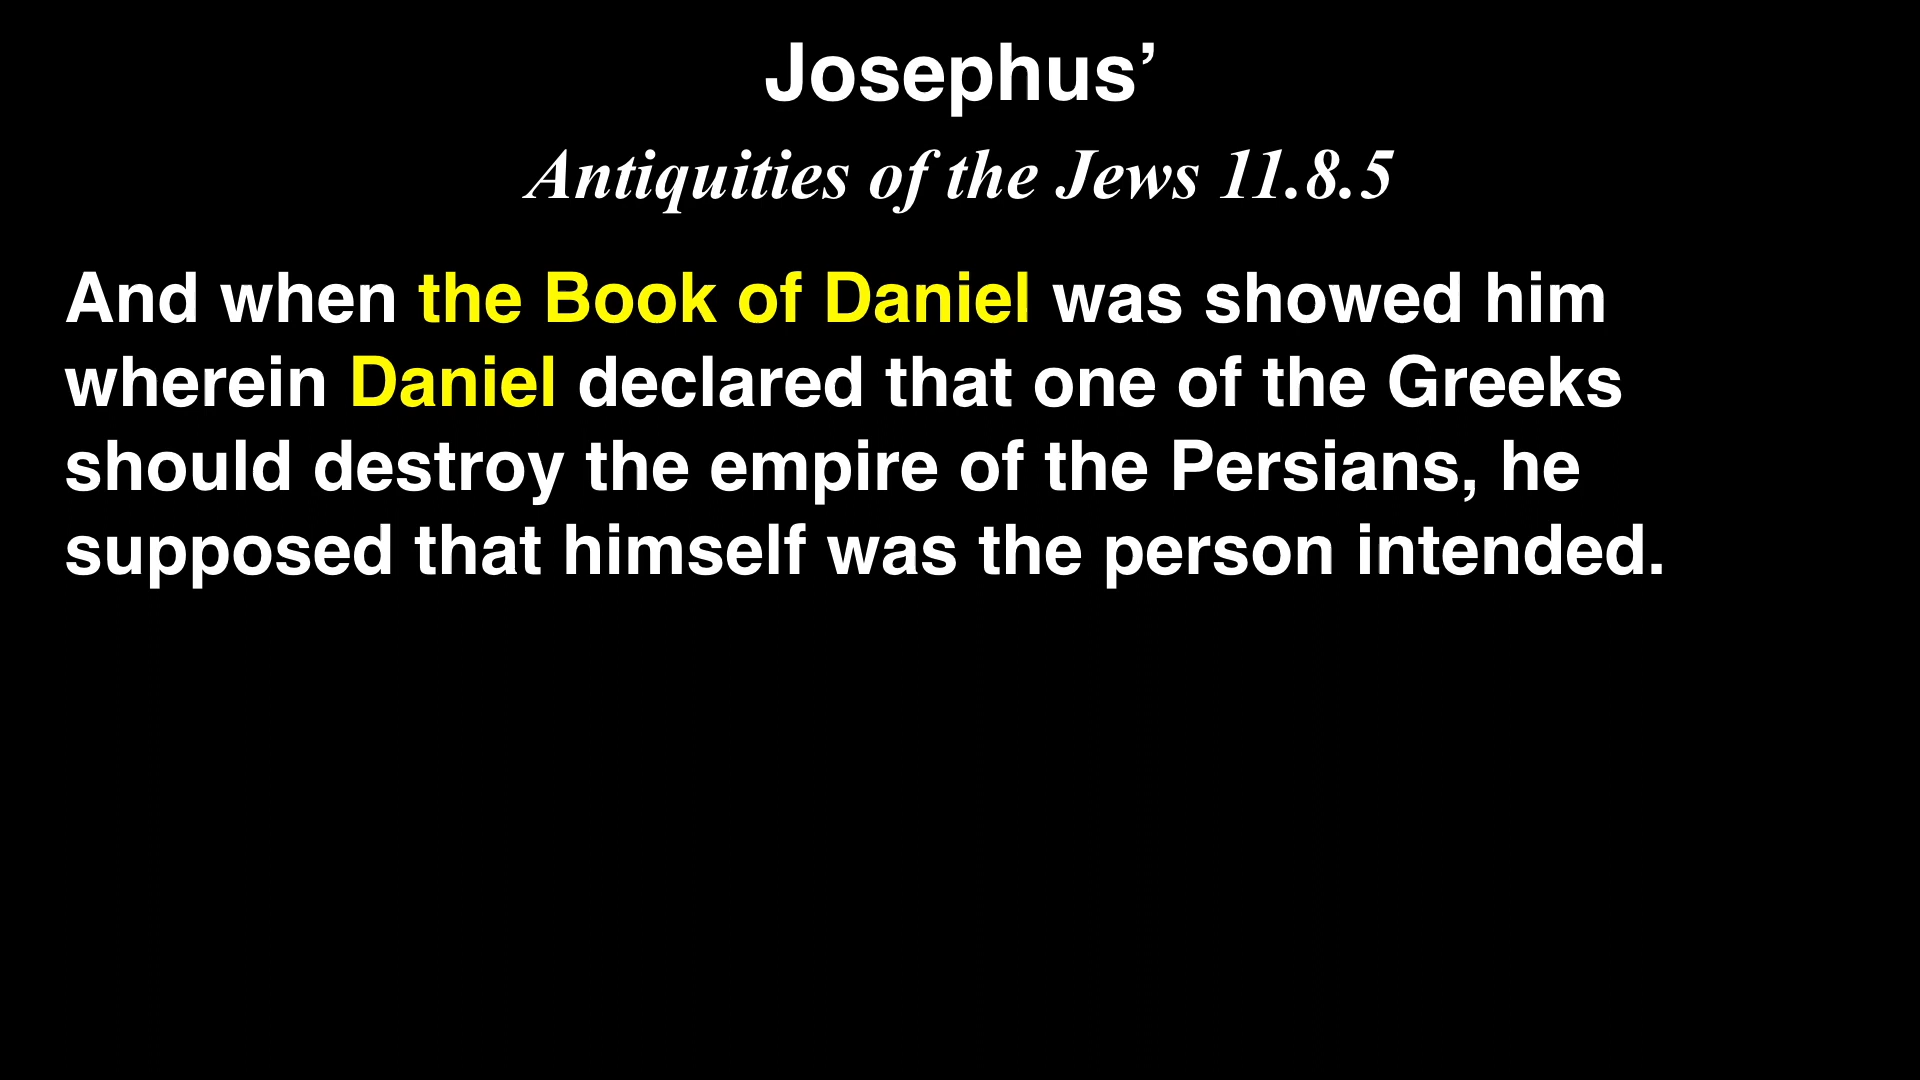 Josephus’
Antiquities of the Jews 11.8.5
And when the Book of Daniel was showed him
wherein Daniel declared that one of the Greeks
should destroy the empire of the Persians, he
supposed that himself was the person intended.